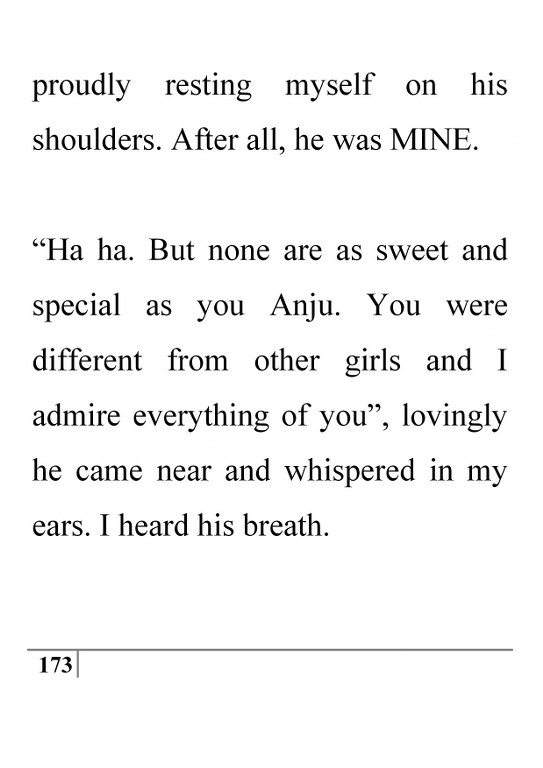 proudly resting myself on his
shoulders. After all, he was MINE.
“Ha ha. But none are as sweet and
special as you Anju. You were
different from other girls and I
admire everything of you”, lovingly
he came near and whispered in my
ears. I heard his breath.
173